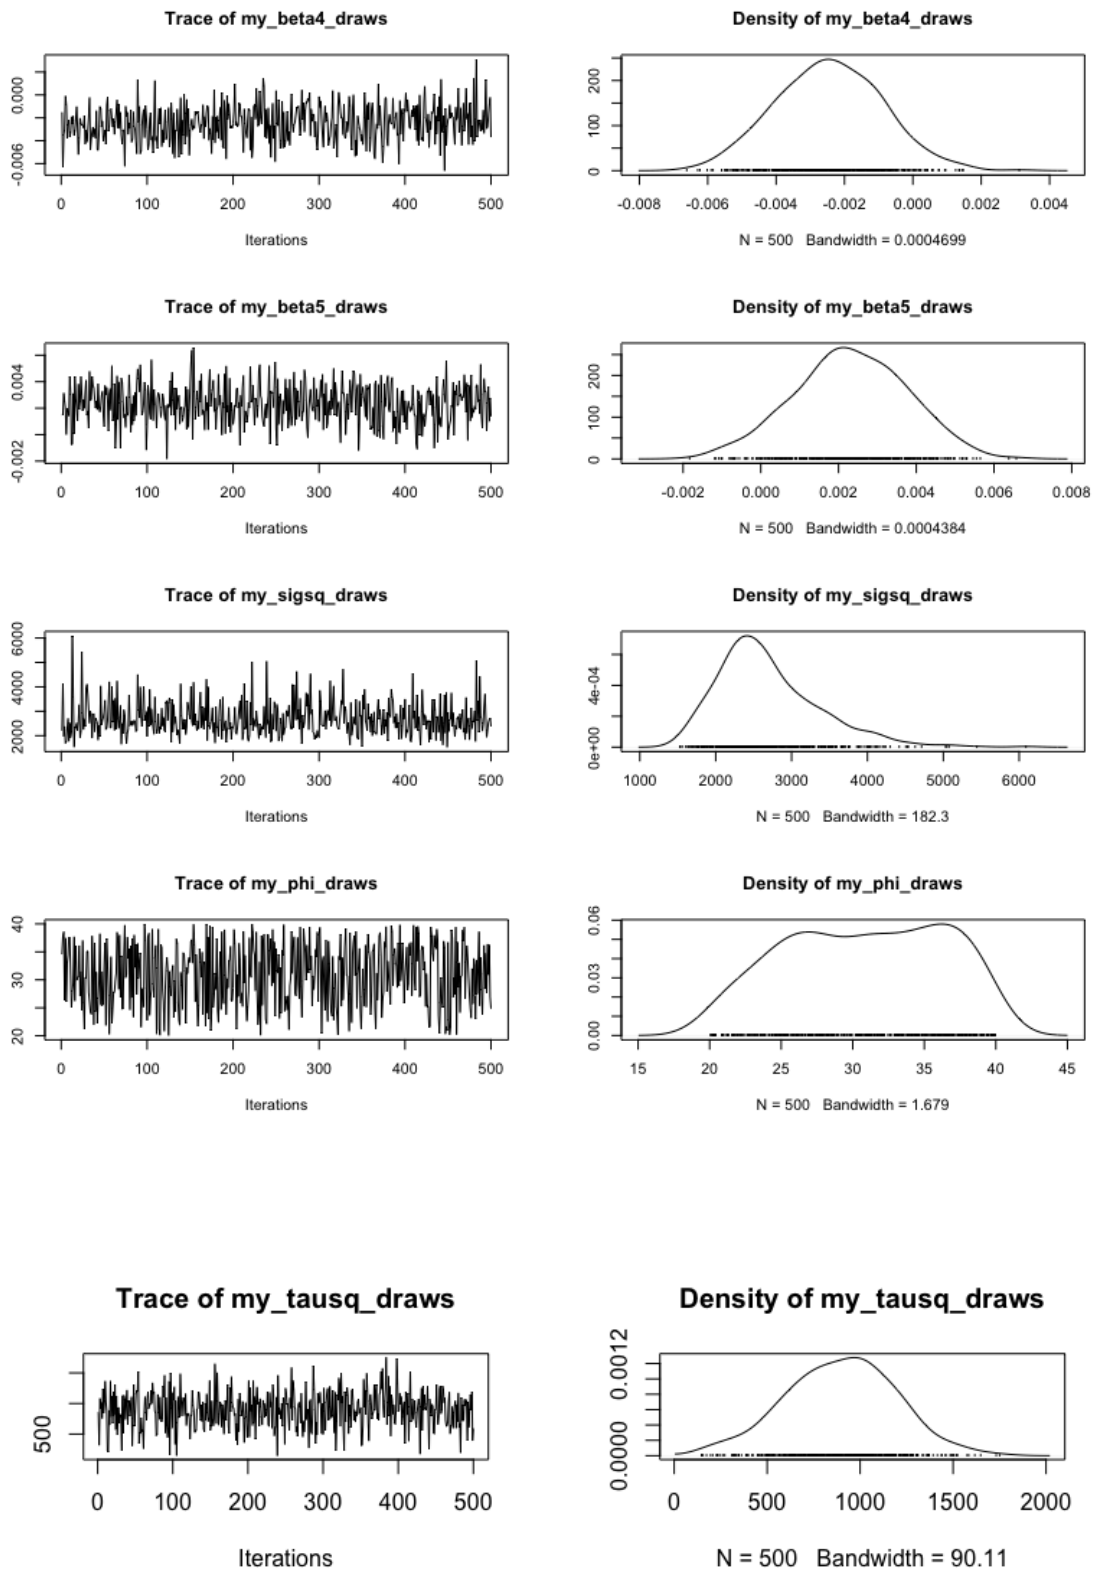 Trace of my_beta4_draws
Density of my_beta4_draws
0.000
-0.006
0 100 200 300 400 500
Iterations
200
100
0
-0.008 -0.006 -0.004 -0.002 0.000 0.002 0.004
N = 500 Bandwidth = 0.0004699
Trace of my_beta5_draws
Density of my_beta5_draws
0.004
-0.002
0 100 200 300 400 500
Iterations
200
100
0
-0.002 0.000 0.002 0.004 0.006 0.008
N = 500 Bandwidth = 0.0004384
Trace of my_sigsq_draws
Density of my_sigsq_draws
6000
4000
2000
0 100 200 300 400 500
Iterations
4e-04
0e+00
1000 2000 3000 4000 5000 6000
N = 500 Bandwidth = 182.3
Trace of my_phi_draws
Density of my_phi_draws
40
30
20
0 100 200 300 400 500
Iterations
0.06
0.03
0.00
15 20 25 30 35 40 45
N = 500 Bandwidth = 1.679
Trace of my_tausq_draws
Density of my_tausq_draws
500
0 100 200 300 400 500
Iterations
0.0012
0.0000
0 500 1000 1500 2000
N = 500 Bandwidth = 90.11